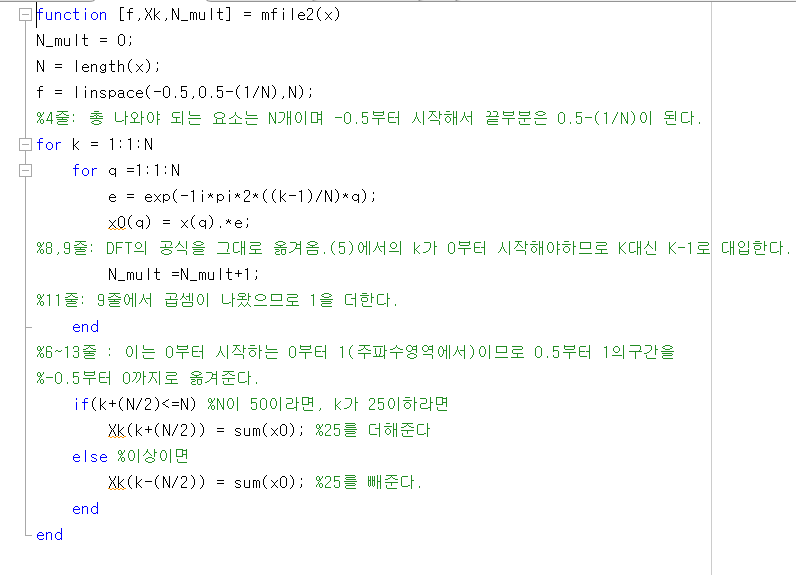 function [f,Xk,N_mult] = mfile2(x)
N_mult = 0;
N = length(x);
f = linspace(-0.5,0.5-(1/N),N);
%4줄: 총 나와야 되는 요소는 N개이며 -0.5부터 시작해서 끝부분은 0.5-(1/N)이 된다.
for k = 1:1:N
for q =1:1:N
e = exp(-1i*pi*2*((k-1)/N)*q);
x0(q) = x(q).*e;
%8,9줄: DFT의 공식을 그대로 옮겨옴.(5)에서의 k가 0부터 시작해야하므로 K대신 K-1로 대입한다.
N_mult =N_mult+1;
%11줄: 9줄에서 곱셈이 나왔으므로 1을 더한다.
end
%6~13줄 : 이는 0부터 시작하는 0부터 1(주파수영역에서)이므로 0.5부터 1의구간을
%-0.5부터 0까지로 옮겨준다.
if(k+(N/2)<=N) %N이 50이라면, k가 25이하라면
Xk(k+(N/2)) = sum(x0); %25를 더해준다
else %이상이면
Xk(k-(N/2)) = sum(x0); %25를 빼준다.
end
end